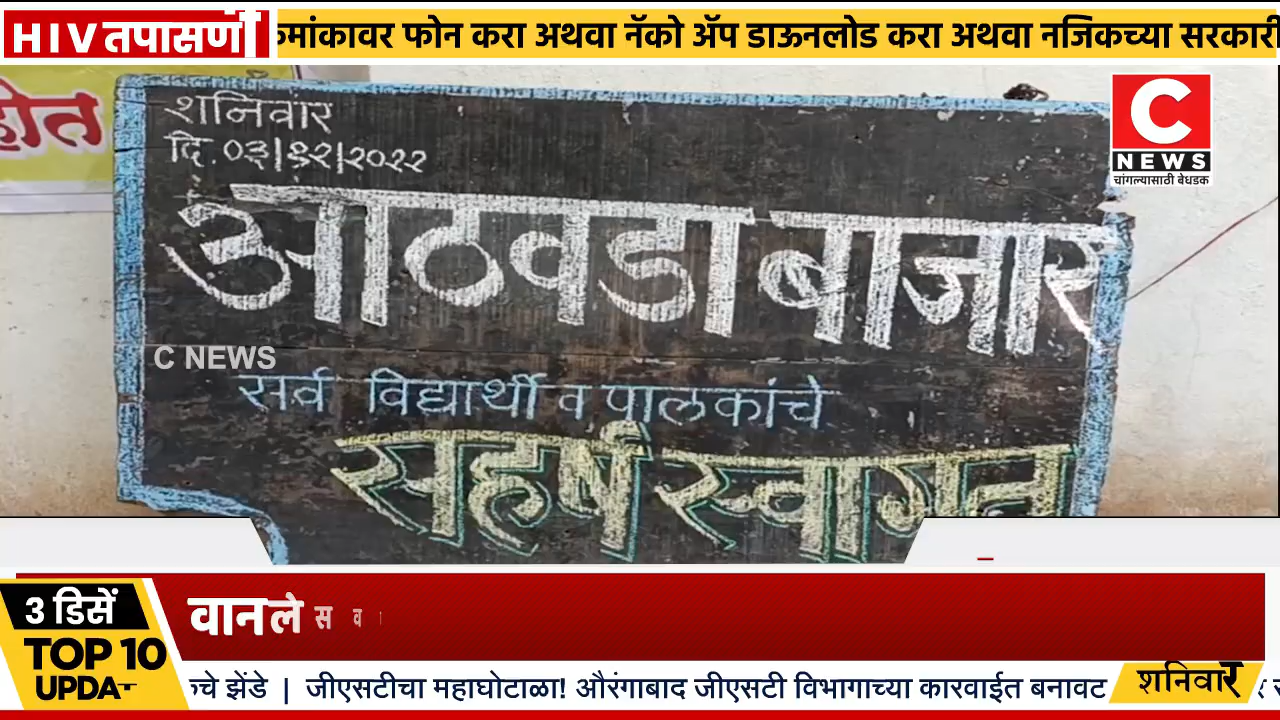 HIV तपासणी
क्रमांकावर फोन करा अथवा नॅको ॲप डाऊनलोड करा अथवा नजिकच्या सरकारी
होत
शनिवार
दि. ०३|१२|२०२२
आठवडा बाजार
C NEWS
चांगल्यासाठी बेधडक
C NEWS
सर्व विद्यार्थी व पालकांचे
सहर्ष स्वागत
3 डिसें
TOP 10
UPDA
वानले स व
चे झेंडे | जीएसटीचा महाघोटाळा! औरंगाबाद जीएसटी विभागाच्या कारवाईत बनावट
शनिवार